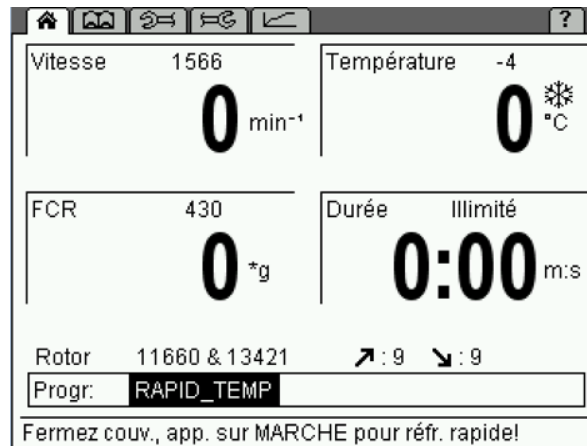 ?
Vitesse 1566
0 min⁻¹
Température -4
0 °C
FCR 430
0 *g
Durée Illimité
0:00 m:s
Rotor 11660 & 13421 ↗: 9 ↘: 9
Progr: RAPID_TEMP
Fermez couv., app. sur MARCHE pour réfr. rapide!